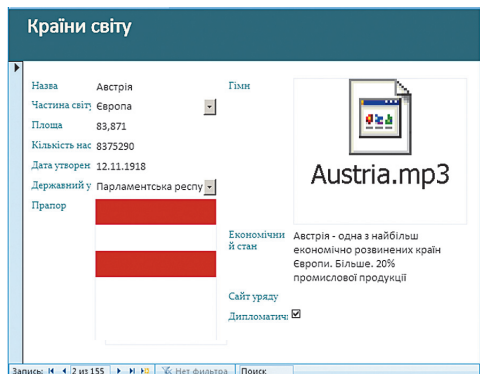 Країни світу
Назва Австрія
Частина світу Європа
Площа 83,871
Кількість нас 8375290
Дата утворен 12.11.1918
Державний у Парламентська респу
Прапор
Гімн
Austria.mp3
Економічни
й стан
Австрія - одна з найбільш
економічно розвинених країн
Європи. Більше. 20%
промислової продукції
Сайт уряду
Дипломатич
Запись: 2 из 155 Нет фильтра Поиск